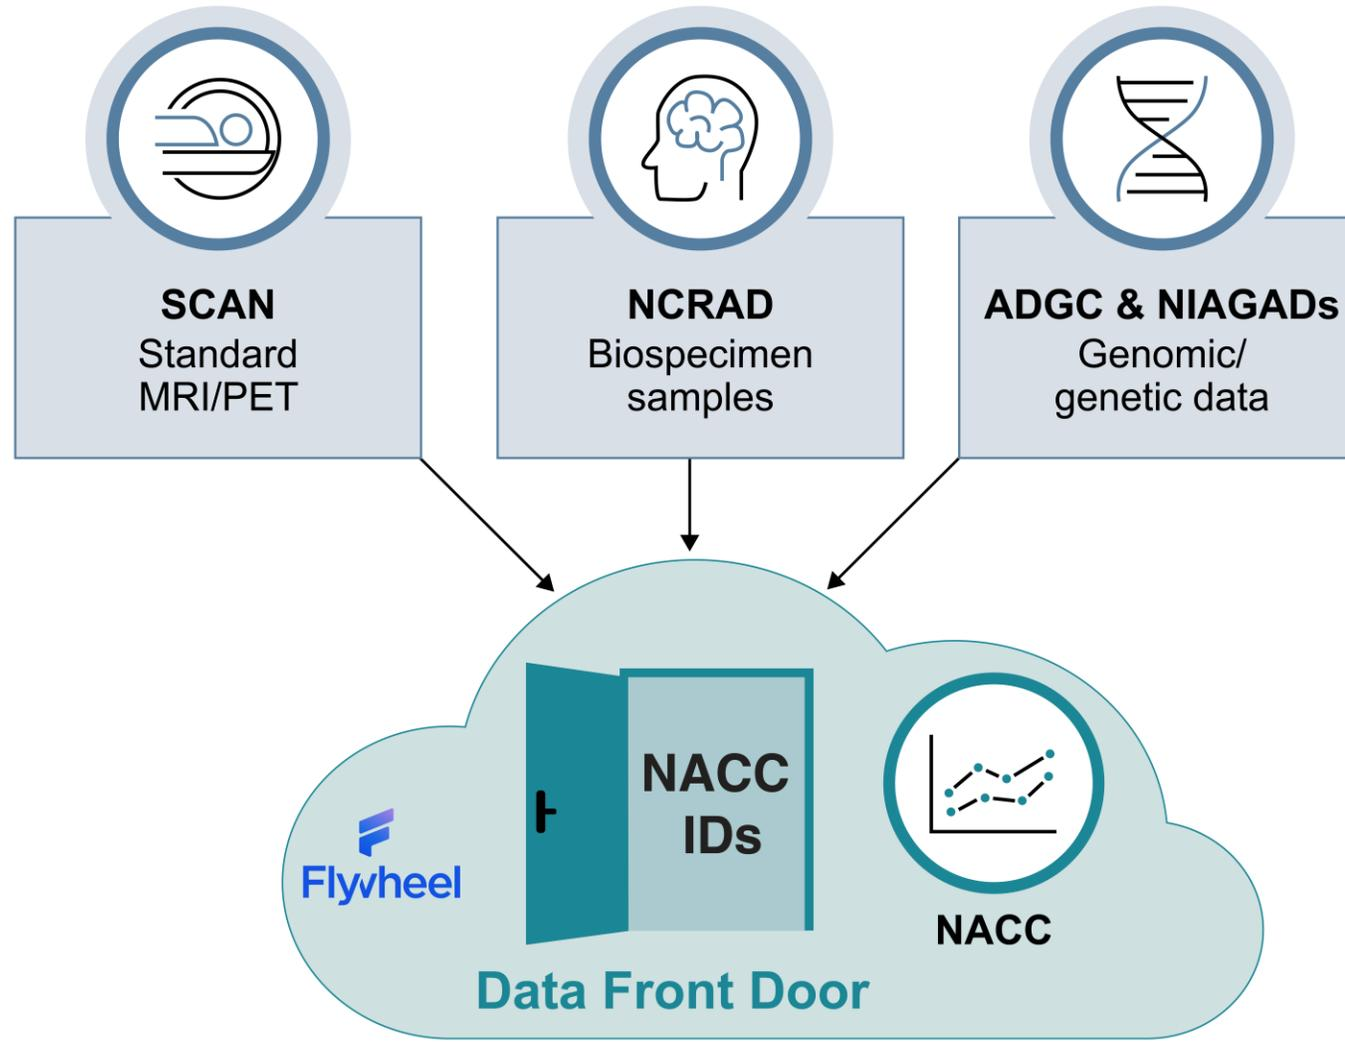 SCAN
Standard
MRI/PET
NCRAD
Biospecimen
samples
ADGC & NIAGADs
Genomic/
genetic data
NACC
IDs
Flywheel
NACC
Data Front Door